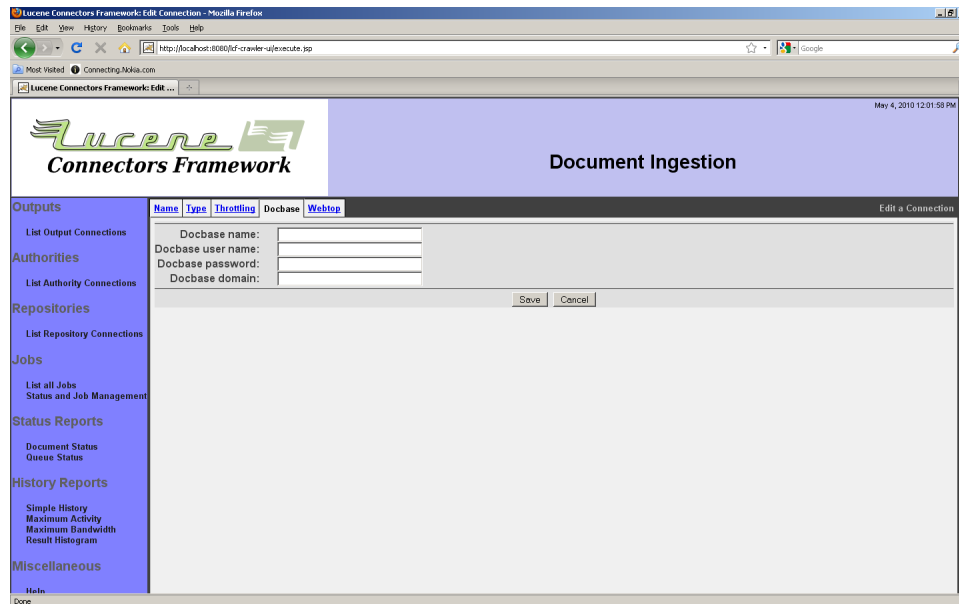 Lucene Connectors Framework: Edit Connection - Mozilla Firefox
File Edit View History Bookmarks Tools Help
http://localhost:8080/lcf-crawler-ui/execute.jsp
Google
Most Visited Connecting.Nokia.com
Lucene Connectors Framework: Edit ...
May 4, 2010 12:01:58 PM
Lucene
Connectors Framework
Document Ingestion
Outputs
List Output Connections
Authorities
List Authority Connections
Repositories
List Repository Connections
Jobs
List all Jobs
Status and Job Management
Status Reports
Document Status
Queue Status
History Reports
Simple History
Maximum Activity
Maximum Bandwidth
Result Histogram
Miscellaneous
Help
Name Type Throttling Docbase Webtop
Edit a Connection
Docbase name:
Docbase user name:
Docbase password:
Docbase domain:
Save Cancel
Done